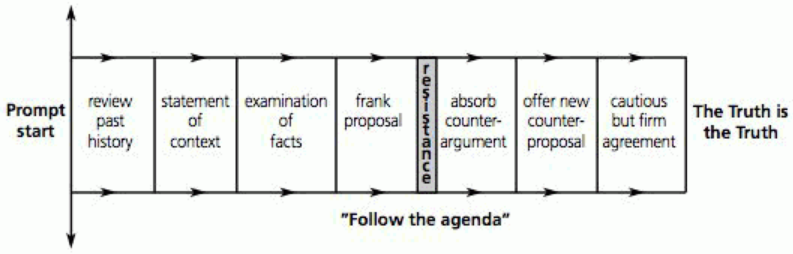 Prompt
start
review
past
history
statement
of
context
examination
of
facts
frank
proposal
resistance
absorb
counter-
argument
offer new
counter-
proposal
cautious
but firm
agreement
The Truth is
the Truth
"Follow the agenda"